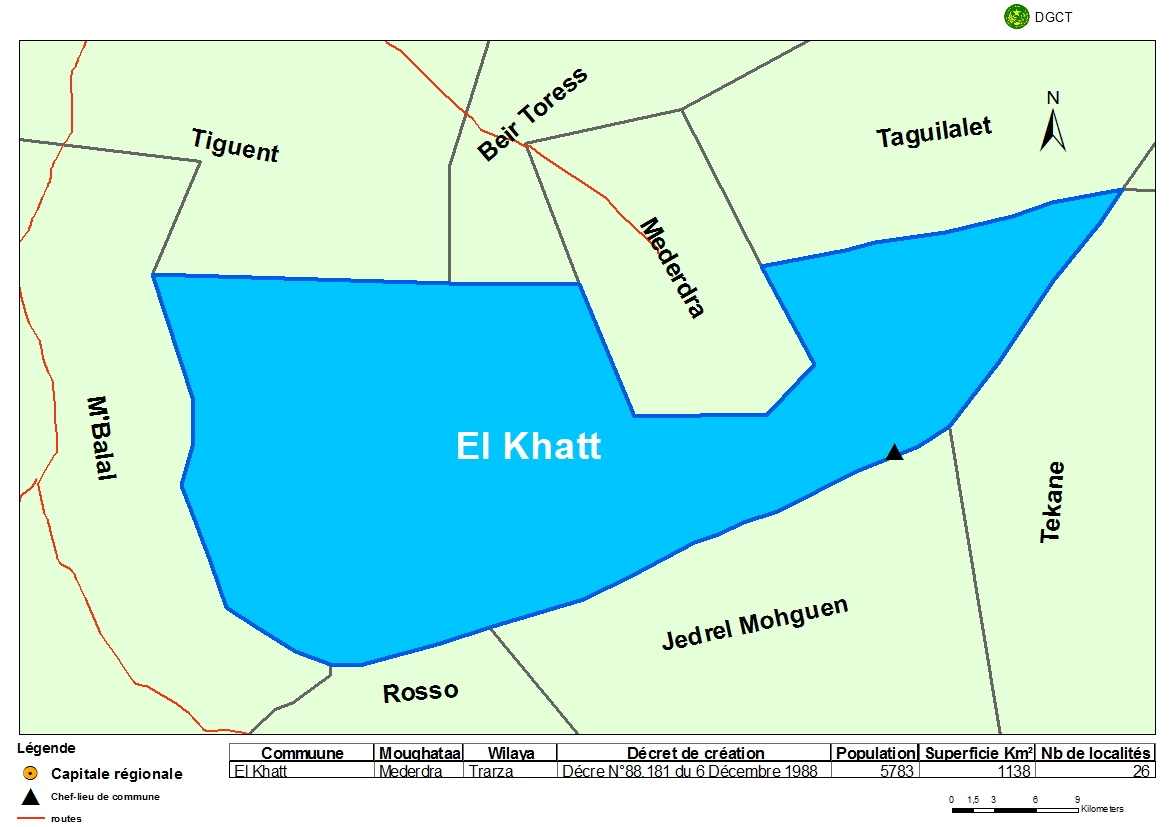 DGCT
N
Tiguent
Beir Toress
Taguilalet
Mederdra
M'Balal
El Khatt
Tekane
Jedrel Mohguen
Rosso
Légende
Capitale régionale
Chef-lieu de commune
routes
Commuune Moughataa Wilaya Décret de création Population Superficie Km² Nb de localités
El Khatt Mederdra Trarza Décre N°88.181 du 6 Décembre 1988 5783 1138 26
0 1,5 3 6 9
Kilometers